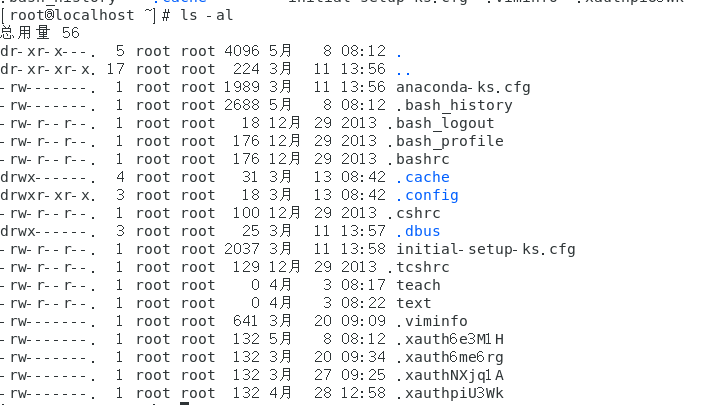 [root@localhost ~]# ls -al
总用量 56
dr-xr-x---. 5 root root 4096 5月 8 08:12 .
dr-xr-xr-x. 17 root root 224 3月 11 13:56 ..
-rw-------. 1 root root 1989 3月 11 13:56 anaconda-ks.cfg
-rw-------. 1 root root 2688 5月 8 08:12 .bash_history
-rw-r--r--. 1 root root 18 12月 29 2013 .bash_logout
-rw-r--r--. 1 root root 176 12月 29 2013 .bash_profile
-rw-r--r--. 1 root root 176 12月 29 2013 .bashrc
drwx------. 4 root root 31 3月 13 08:42 .cache
drwxr-xr-x. 3 root root 18 3月 13 08:42 .config
-rw-r--r--. 1 root root 100 12月 29 2013 .cshrc
drwx------. 3 root root 25 3月 11 13:57 .dbus
-rw-r--r--. 1 root root 2037 3月 11 13:58 initial-setup-ks.cfg
-rw-r--r--. 1 root root 129 12月 29 2013 .tcshrc
-rw-r--r--. 1 root root 0 4月 3 08:17 teach
-rw-r--r--. 1 root root 0 4月 3 08:22 text
-rw-------. 1 root root 641 3月 20 09:09 .viminfo
-rw-------. 1 root root 132 5月 8 08:12 .xauth6e3M1H
-rw-------. 1 root root 132 3月 20 09:34 .xauth6me6rg
-rw-------. 1 root root 132 3月 27 09:25 .xauthNXjq1A
-rw-------. 1 root root 132 4月 28 12:58 .xauthpiU3Wk